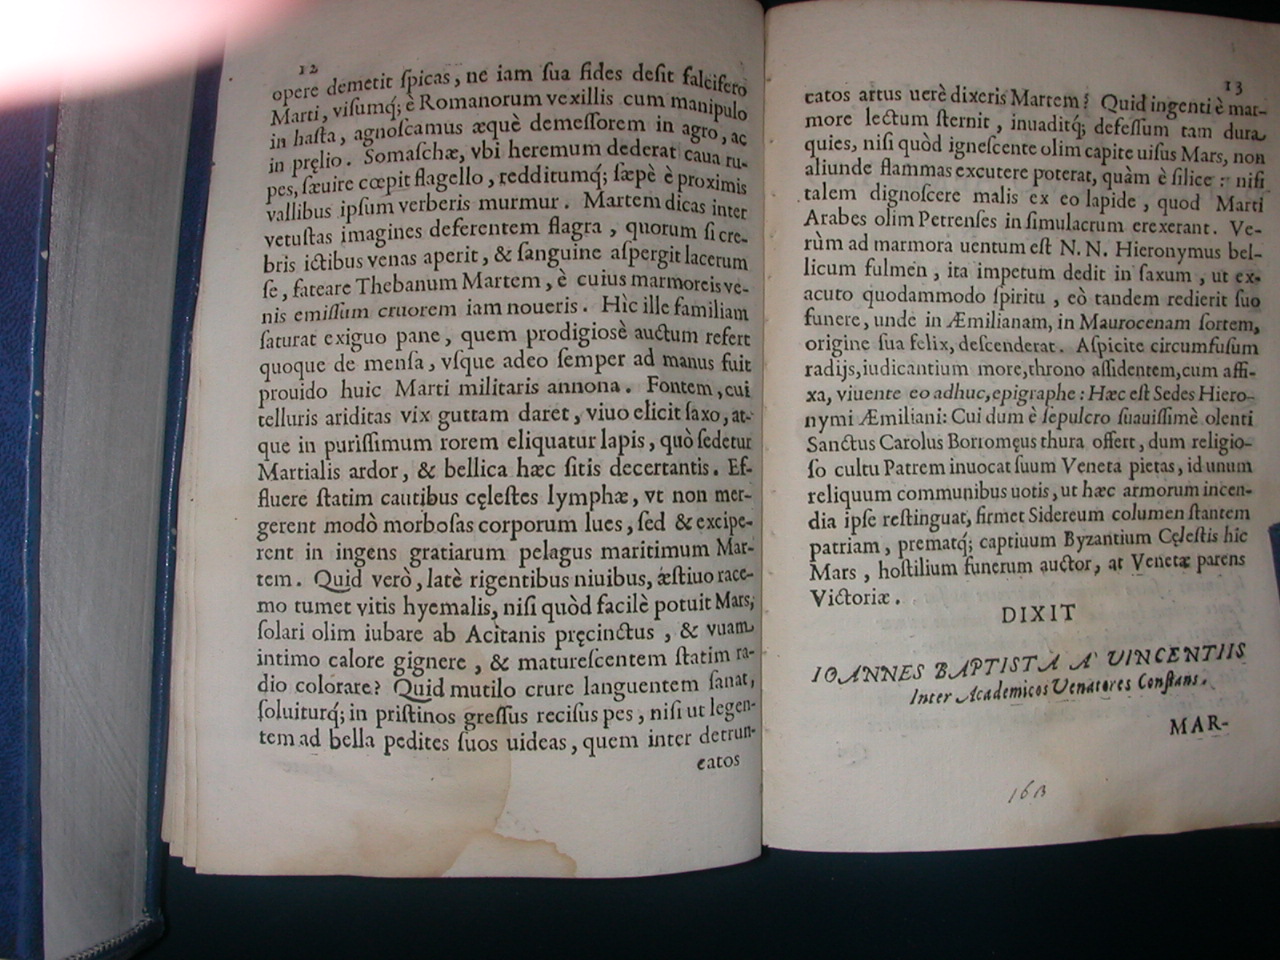 12
opere demetit ſpicas, ne iam ſua fides deſit falcifero
Marti, viſumq́; è Romanorum vexillis cum manipulo
in haſta, agnoſcamus æquè demeſſorem in agro, ac
in pręlio. Somaſchæ, vbi heremum dederat caua ru-
pes, ſæuire cœpit flagello, redditumq́; ſæpè è proximis
vallibus ipſum verberis murmur. Martem dicas inter
vetuſtas imagines deferentem flagra, quorum ſi cre-
bris ictibus venas aperit, & ſanguine aſpergit lacerum
ſe, fateare Thebanum Martem, è cuius marmoreis ve-
nis emiſſum cruorem iam noueris. Hìc ille familiam
ſaturat exiguo pane, quem prodigiosè auctum refert
quoque de menſa, vſque adeo ſemper ad manus fuit
prouido huic Marti militaris annona. Fontem, cui
telluris ariditas vix guttam daret, viuo elicit ſaxo, at-
que in puriſſimum rorem eliquatur lapis, quò ſedetur
Martialis ardor, & bellica hæc ſitis decertantis. Ef-
fluere ſtatim cautibus cęleſtes lymphæ, vt non mer-
gerent modò morboſas corporum lues, ſed & excipe-
rent in ingens gratiarum pelagus maritimum Mar-
tem. Quid verò, latè rigentibus niuibus, æſtiuo race-
mo tumet vitis hyemalis, niſi quòd facilè potuit Mars,
ſolari olim iubare ab Acitanis pręcinctus, & vuam
intimo calore gignere, & matureſcentem ſtatim ra-
dio colorare? Quid mutilo crure languentem ſanat,
ſoluiturq́; in priſtinos greſſus reciſus pes, niſi ut legen-
tem ad bella pedites ſuos uideas, quem inter detrun-
catos
13
catos artus uerè dixeris Martem? Quid ingenti è mar-
more lectum ſternit, inuaditq́; defeſſum tam dura
quies, niſi quòd igneſcente olim capite uiſus Mars, non
aliunde flammas excutere poterat, quàm è ſilice: niſi
talem dignoſcere malis ex eo lapide, quod Marti
Arabes olim Petrenſes in ſimulacrum erexerant. Ve-
rùm ad marmora uentum eſt N. N. Hieronymus bel-
licum fulmen, ita impetum dedit in ſaxum, ut ex-
acuto quodammodo ſpiritu, eò tandem redierit ſuo
funere, unde in Æmilianam, in Maurocenam ſortem,
origine ſua felix, deſcenderat. Aſpicite circumfuſum
radijs, iudicantium more, throno aſſidentem, cum affi-
xa, viuente eo adhuc, epigraphe: Hæc eſt Sedes Hiero-
nymi Æmiliani: Cui dum è ſepulcro ſuauiſſimè olenti
Sanctus Carolus Borromęus thura offert, dum religio-
ſo cultu Patrem inuocat ſuum Veneta pietas, id unum
reliquum communibus uotis, ut hæc armorum incen-
dia ipſe reſtinguat, firmet Sidereum columen ſtantem
patriam, prematq́; captiuum Byzantium Cęleſtis hic
Mars, hoſtilium funerum auctor, at Venetæ parens
Victoriæ.
DIXIT
IOANNES BAPTISTA A' VINCENTIIS
Inter Academicos Venatores Conſtans.
MAR-